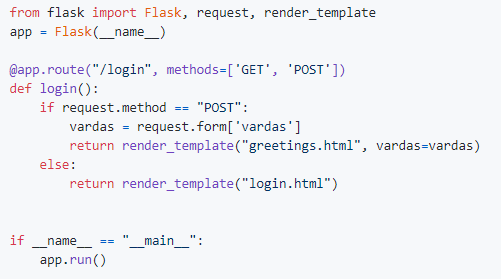 from flask import Flask, request, render_template
app = Flask(__name__)
@app.route("/login", methods=['GET', 'POST'])
def login():
    if request.method == "POST":
        vardas = request.form['vardas']
        return render_template("greetings.html", vardas=vardas)
    else:
        return render_template("login.html")
if __name__ == "__main__":
    app.run()